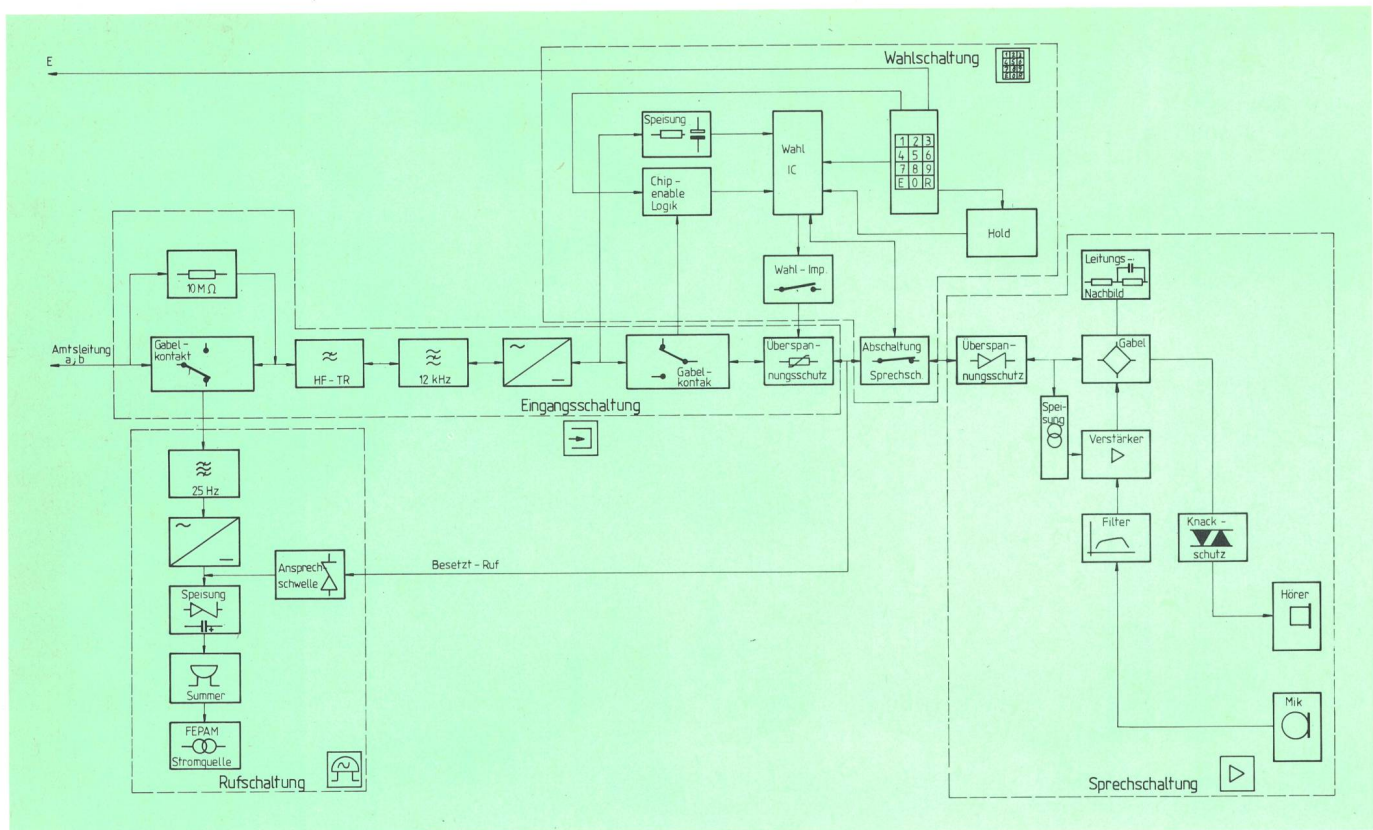 E
Wahlschaltung
1 2 3
4 5 6
7 8 9
E 0 R
Speisung
Wahl
IC
Chip-
enable
Logik
Hold
Wahl-Imp.
10MΩ
Amtsleitung
a,b
Gabel-
kontakt
HF-TR
12 kHz
Gabel-
kontak
Überspan-
nungsschutz
Abschaltung
Sprechsch.
Überspan-
nungsschutz
Leitungs-
Nachbild
Gabel
Eingangsschaltung
Spei-
sung
Verstärker
25 Hz
Filter
Knack-
schutz
Ansprech
schwelle
Besetzt-Ruf
Speisung
Hörer
Summer
Mik
FEPAM
Stromquelle
Rufschaltung
Sprechschaltung